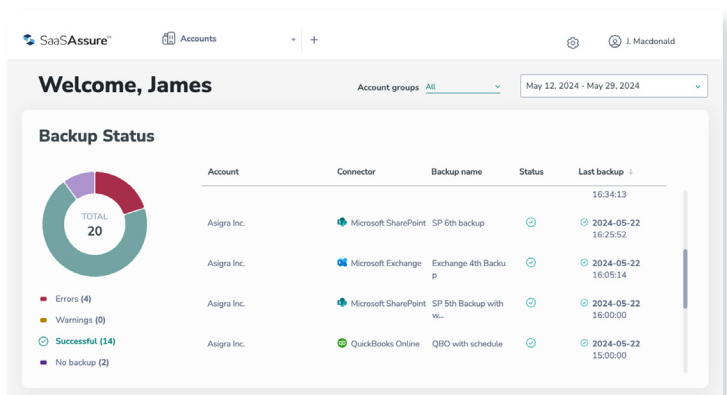 SaaSAssure™
Accounts
+
J. Macdonald
Welcome, James
Account groups All
May 12, 2024 - May 29, 2024
Backup Status
TOTAL
20
Errors (4)
Warnings (0)
Successful (14)
No backup (2)
Account Connector Backup name Status Last backup ↓
16:34:13
Asigra Inc. Microsoft SharePoint SP 6th backup 2024-05-22
16:25:52
Asigra Inc. Microsoft Exchange Exchange 4th Backu 2024-05-22
p 16:05:14
Asigra Inc. Microsoft SharePoint SP 5th Backup with 2024-05-22
w... 16:00:00
Asigra Inc. QuickBooks Online QBO with schedule 2024-05-22
15:00:00